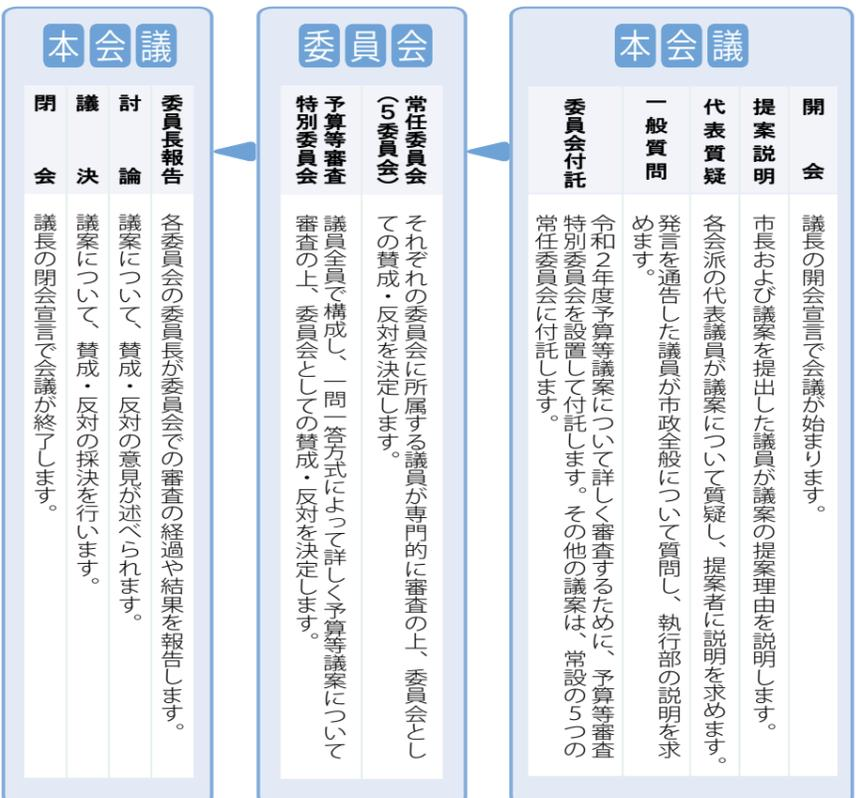 本会議
開会
議長の開会宣言で会議が始まります。
提案説明
市長および議案を提出した議員が議案の提案理由を説明します。
代表質疑
各会派の代表議員が議案について質疑し、提案者に説明を求めます。
一般質問
発言を通告した議員が市政全般について質問し、執行部の説明を求
めます。
委員会付託
令和2年度予算等議案について詳しく審査するために、予算等審査
特別委員会を設置して付託します。その他の議案は、常設の5つの
常任委員会に付託します。
委員会
常任委員会
(5委員会)
それぞれの委員会に所属する議員が専門的に審査の上、委員会とし
ての賛成・反対を決定します。
予算等審査
特別委員会
議員全員で構成し、一問一答方式によって詳しく予算等議案について
審査の上、委員会としての賛成・反対を決定します。
本会議
委員長報告
各委員会の委員長が委員会での審査の経過や結果を報告します。
討論
議案について、賛成・反対の意見が述べられます。
議決
議案について、賛成・反対の採決を行います。
閉会
議長の閉会宣言で会議が終了します。